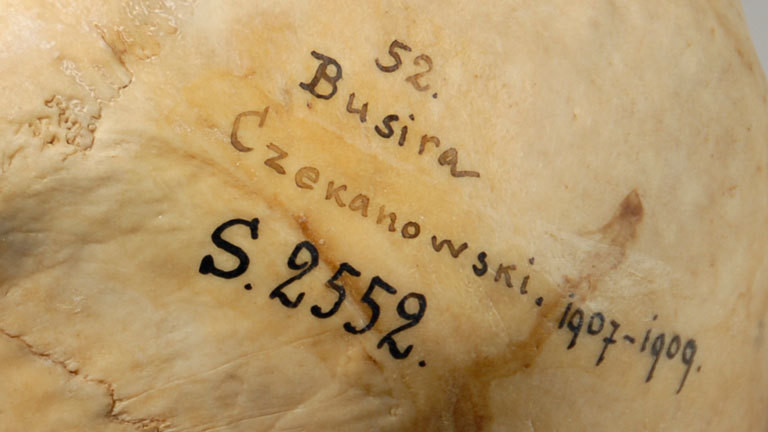 52.
Busira
Czekanowski. 1907-1909.
S. 2552.